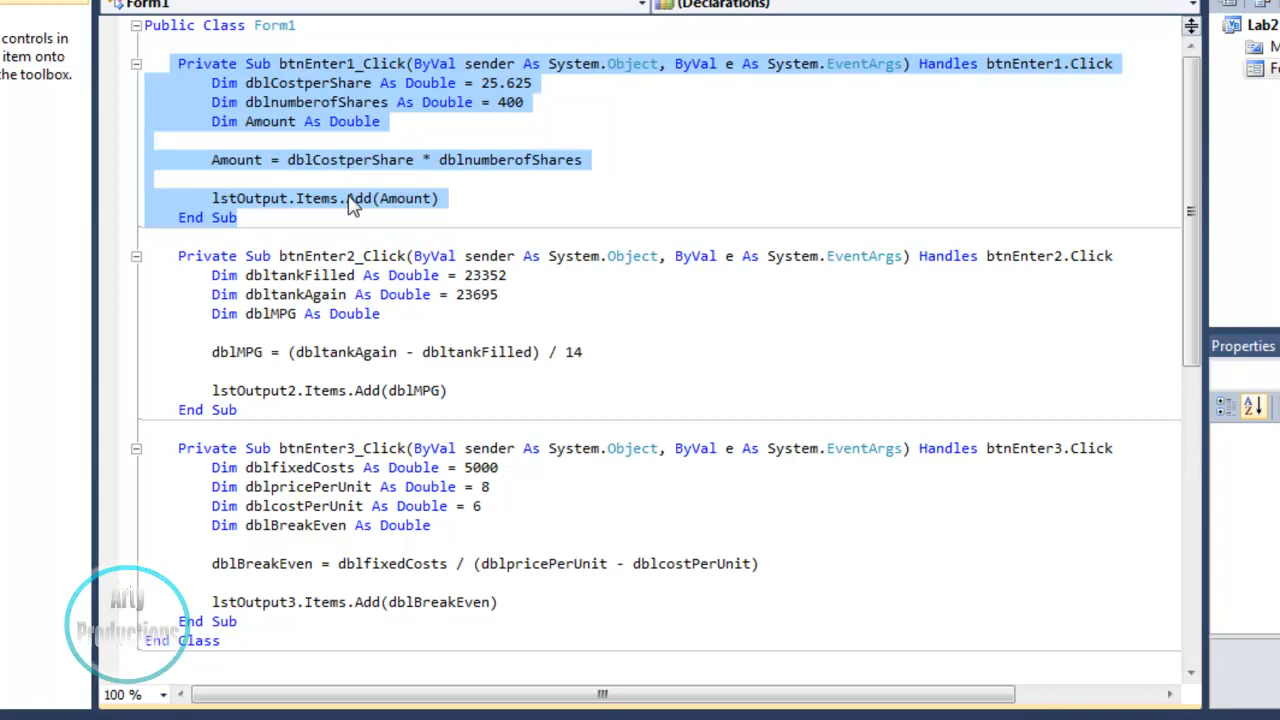 Form1
(Declarations)
controls in
item onto
he toolbox.
Public Class Form1
Private Sub btnEnter1_Click(ByVal sender As System.Object, ByVal e As System.EventArgs) Handles btnEnter1.Click
Dim dblCostperShare As Double = 25.625
Dim dblnumberofShares As Double = 400
Dim Amount As Double
Amount = dblCostperShare * dblnumberofShares
lstOutput.Items.Add(Amount)
End Sub
Private Sub btnEnter2_Click(ByVal sender As System.Object, ByVal e As System.EventArgs) Handles btnEnter2.Click
Dim dbltankFilled As Double = 23352
Dim dbltankAgain As Double = 23695
Dim dblMPG As Double
dblMPG = (dbltankAgain - dbltankFilled) / 14
lstOutput2.Items.Add(dblMPG)
End Sub
Private Sub btnEnter3_Click(ByVal sender As System.Object, ByVal e As System.EventArgs) Handles btnEnter3.Click
Dim dblfixedCosts As Double = 5000
Dim dblpricePerUnit As Double = 8
Dim dblcostPerUnit As Double = 6
Dim dblBreakEven As Double
dblBreakEven = dblfixedCosts / (dblpricePerUnit - dblcostPerUnit)
lstOutput3.Items.Add(dblBreakEven)
End Sub
End Class
Arty
Productions
100 %
Lab2
M
Fo
Properties